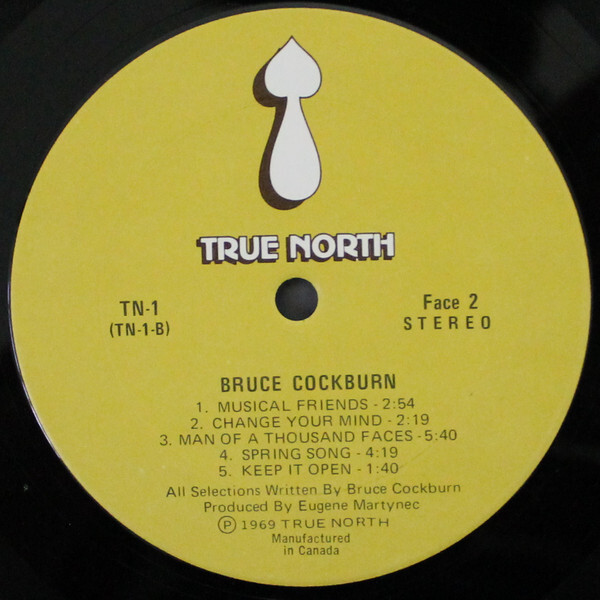 TRUE NORTH
TN-1
(TN-1-B)
Face 2
STEREO
BRUCE COCKBURN
1. MUSICAL FRIENDS - 2:54
2. CHANGE YOUR MIND - 2:19
3. MAN OF A THOUSAND FACES - 5:40
4. SPRING SONG - 4:19
5. KEEP IT OPEN - 1:40
All Selections Written By Bruce Cockburn
Produced By Eugene Martynec
Ⓟ 1969 TRUE NORTH
Manufactured
in Canada